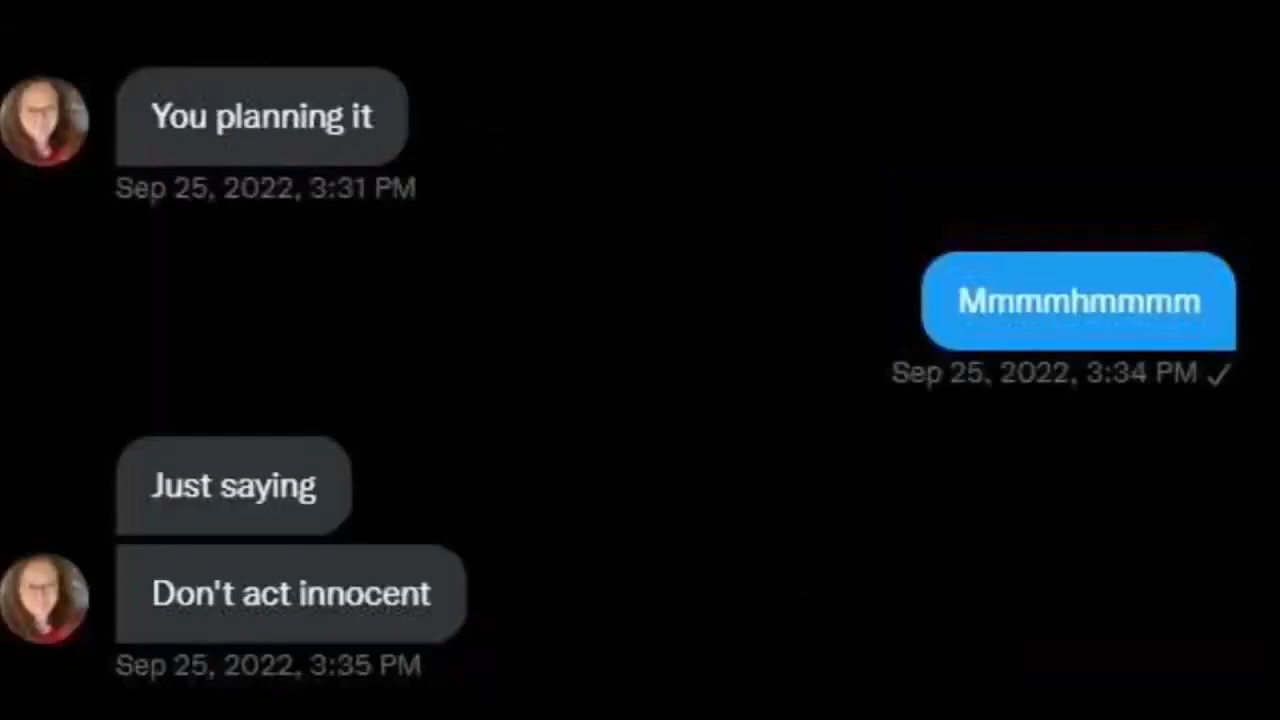 You planning it
Sep 25, 2022, 3:31 PM
Mmmmhmmmm
Sep 25, 2022, 3:34 PM ✓
Just saying
Don't act innocent
Sep 25, 2022, 3:35 PM